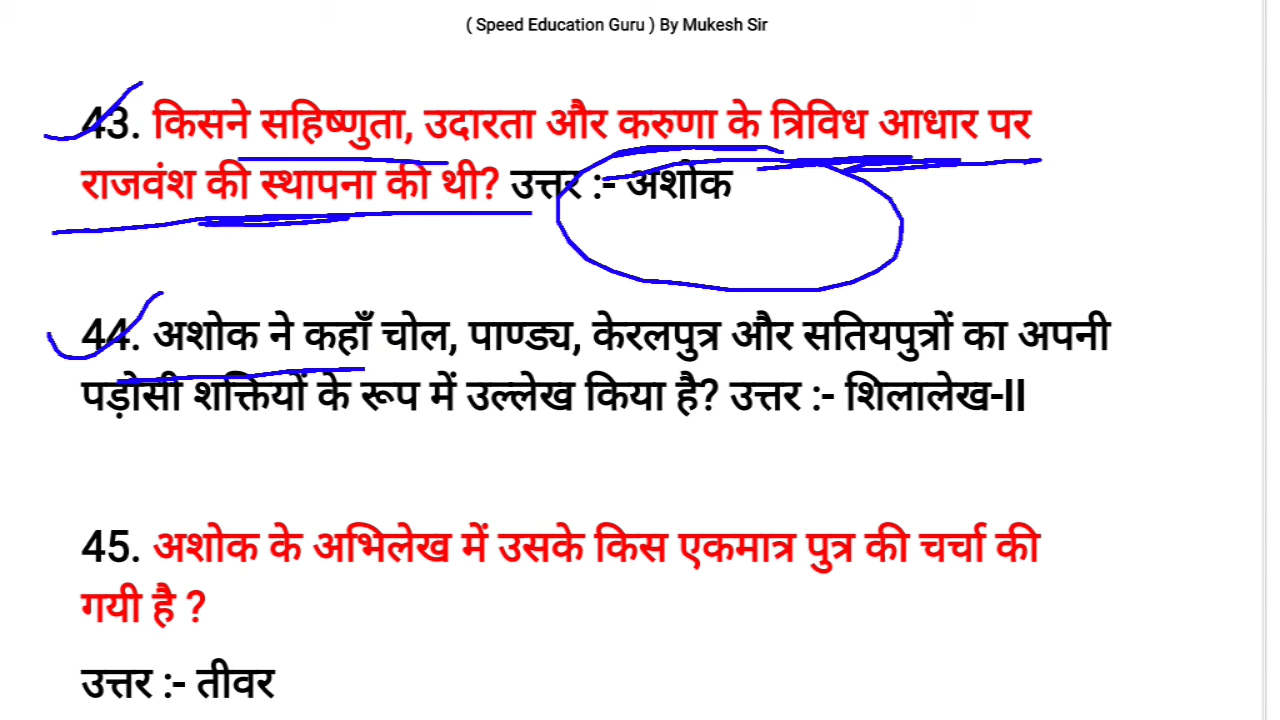 ( Speed Education Guru ) By Mukesh Sir
43. किसने सहिष्णुता, उदारता और करुणा के त्रिविध आधार पर
राजवंश की स्थापना की थी? उत्तर :- अशोक
44. अशोक ने कहाँ चोल, पाण्ड्य, केरलपुत्र और सतियपुत्रों का अपनी
पड़ोसी शक्तियों के रूप में उल्लेख किया है? उत्तर :- शिलालेख-II
45. अशोक के अभिलेख में उसके किस एकमात्र पुत्र की चर्चा की
गयी है ?
उत्तर :- तीवर